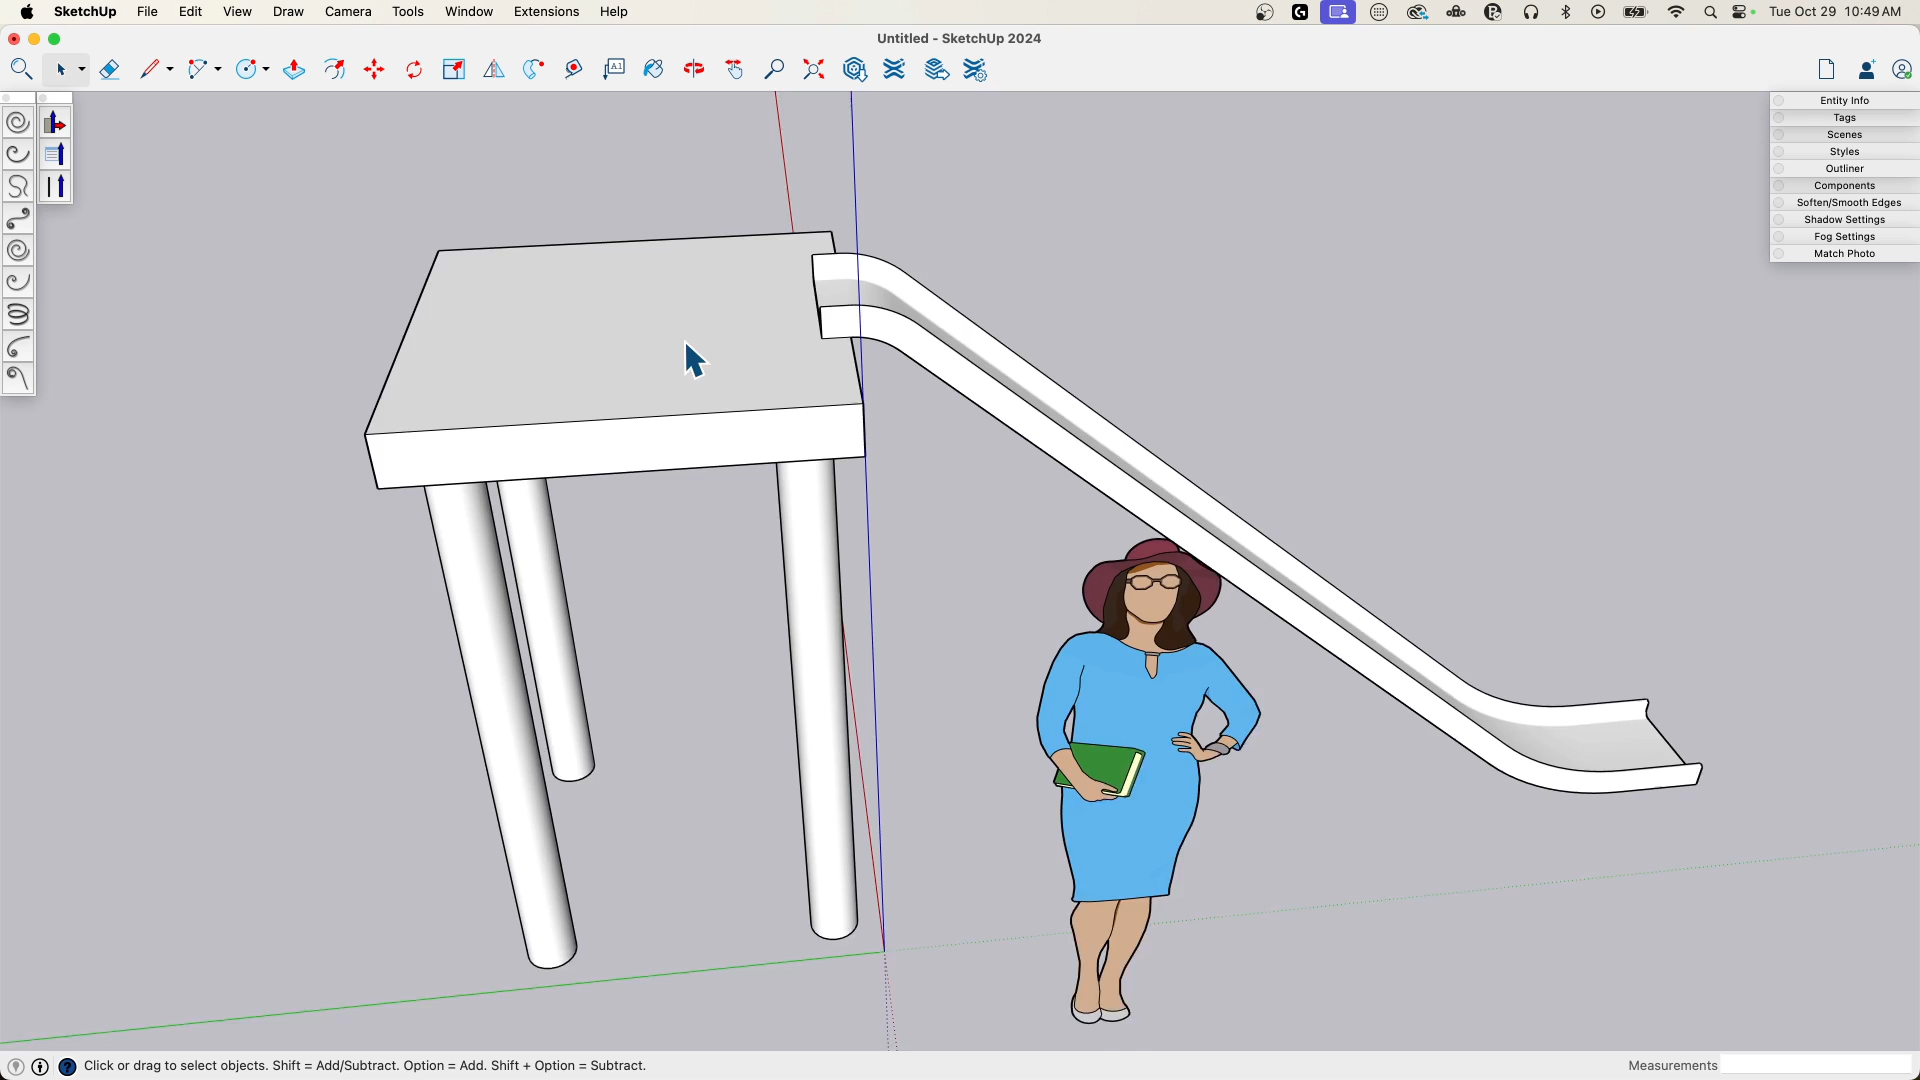 SketchUp File Edit View Draw Camera Tools Window Extensions Help
Tue Oct 29 10:49 AM
Untitled - SketchUp 2024
A1
Entity Info
Tags
Scenes
Styles
Outliner
Components
Soften/Smooth Edges
Shadow Settings
Fog Settings
Match Photo
Click or drag to select objects. Shift = Add/Subtract. Option = Add. Shift + Option = Subtract.
Measurements